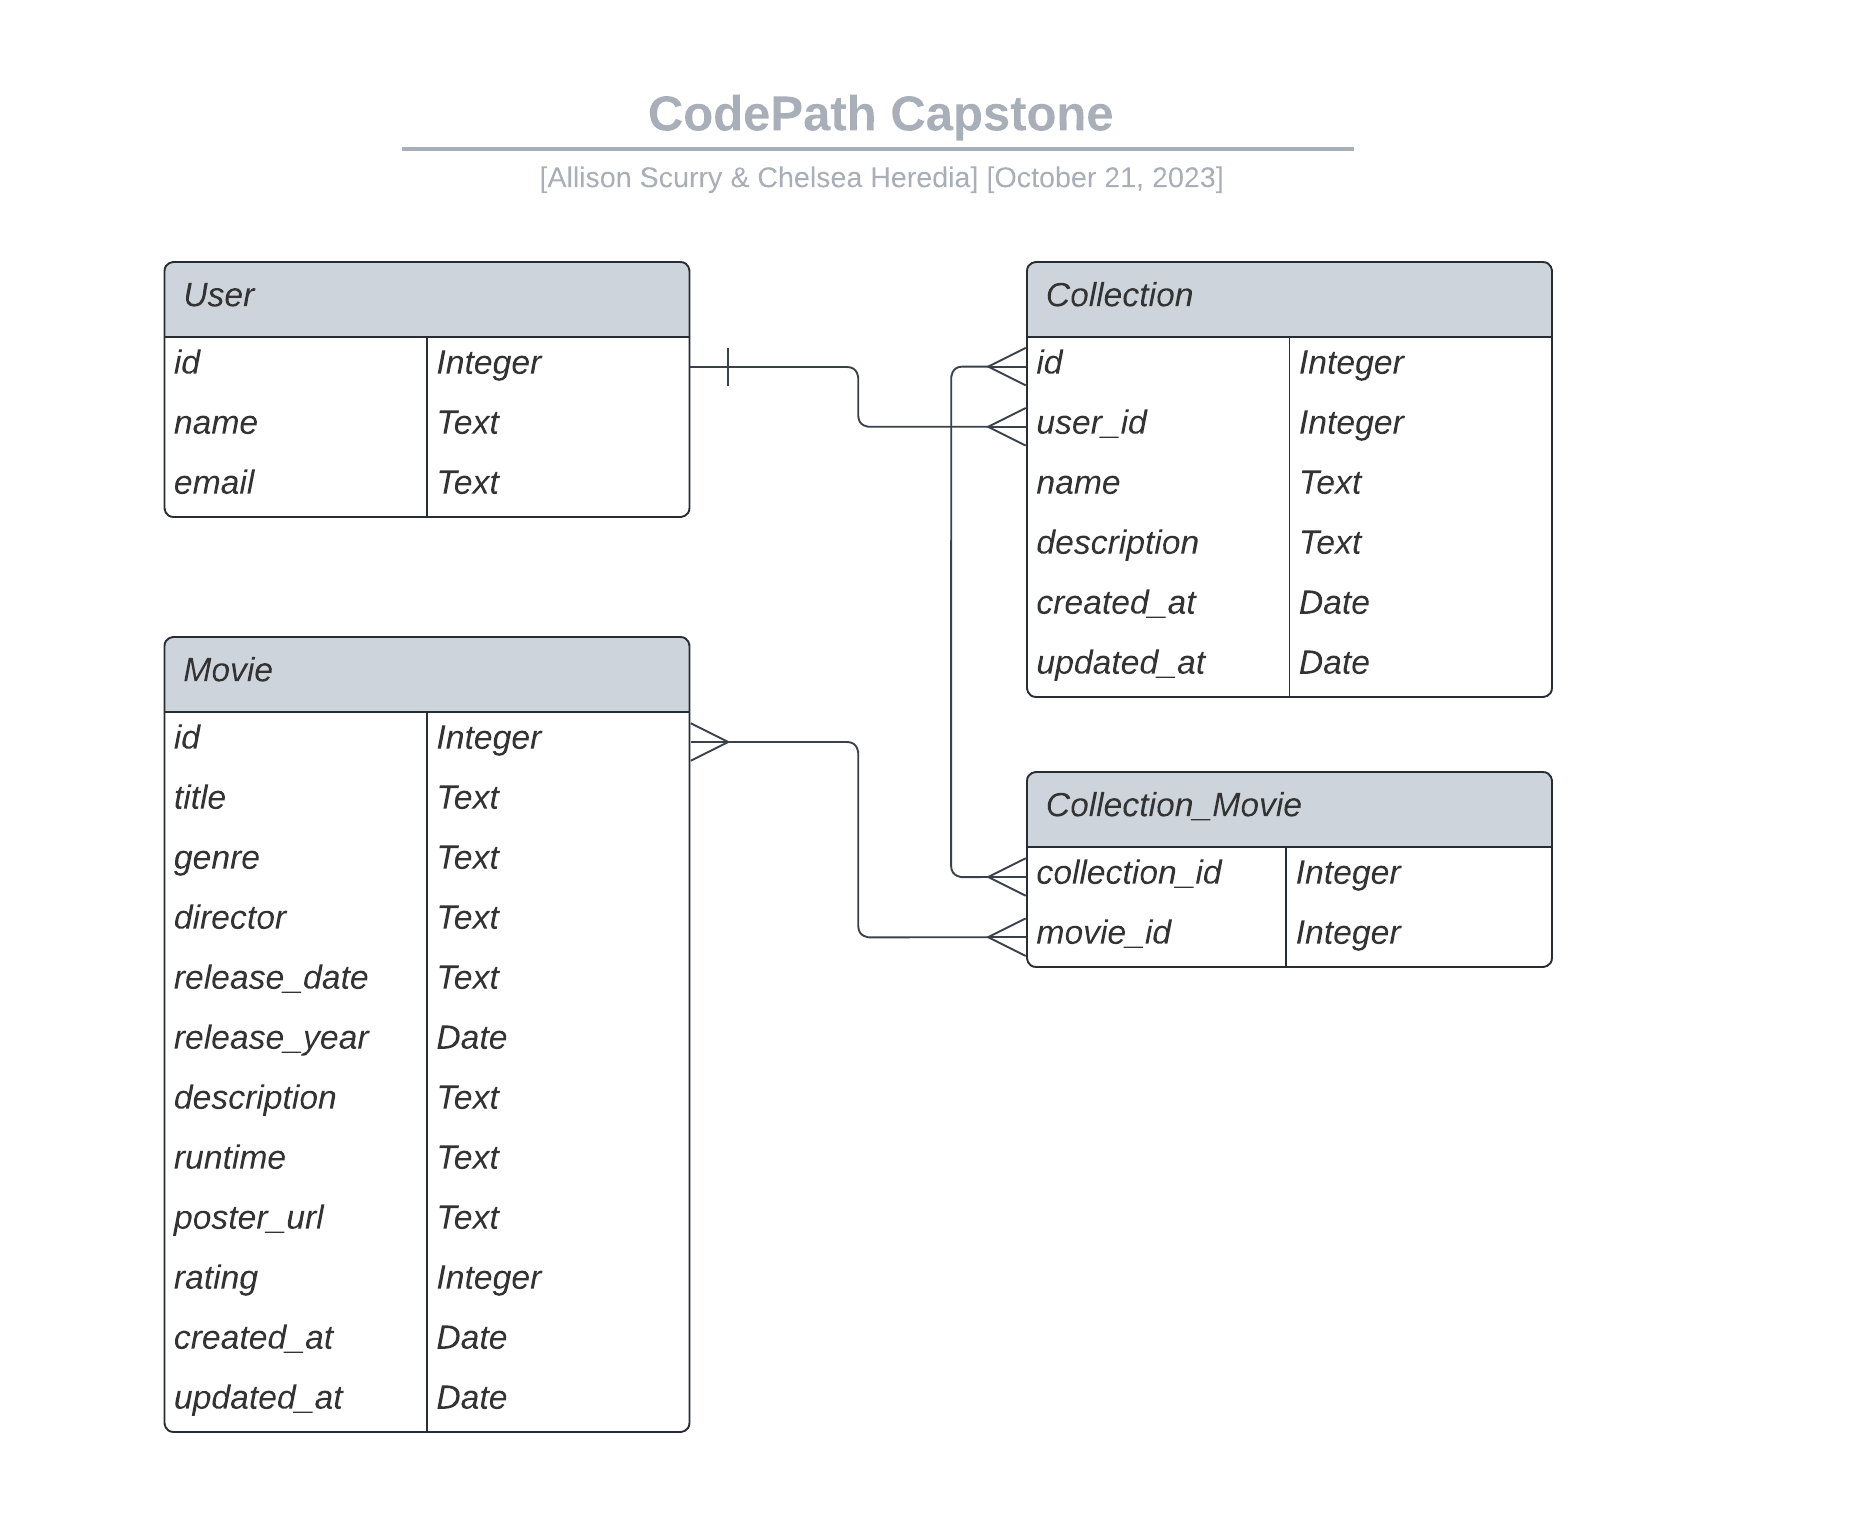 CodePath Capstone
[Allison Scurry & Chelsea Heredia] [October 21, 2023]
User
id Integer
name Text
email Text
Collection
id Integer
user_id Integer
name Text
description Text
created_at Date
updated_at Date
Movie
id Integer
title Text
genre Text
director Text
release_date Text
release_year Date
description Text
runtime Text
poster_url Text
rating Integer
created_at Date
updated_at Date
Collection_Movie
collection_id Integer
movie_id Integer